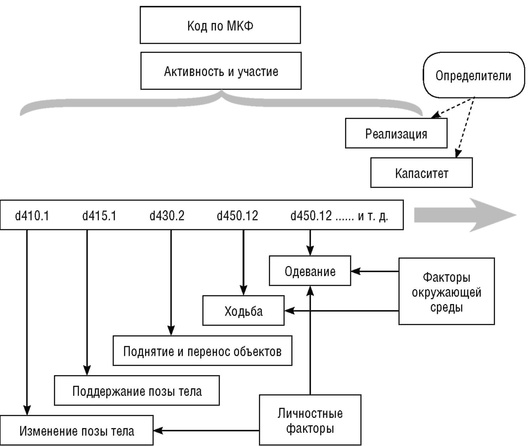 Код по МКФ
Активность и участие
Определители
Реализация
Капаситет
d410.1 d415.1 d430.2 d450.12 d450.12 ...... и т. д.
Одевание
Факторы
окружающей
среды
Ходьба
Поднятие и перенос объектов
Поддержание позы тела
Личностные
факторы
Изменение позы тела